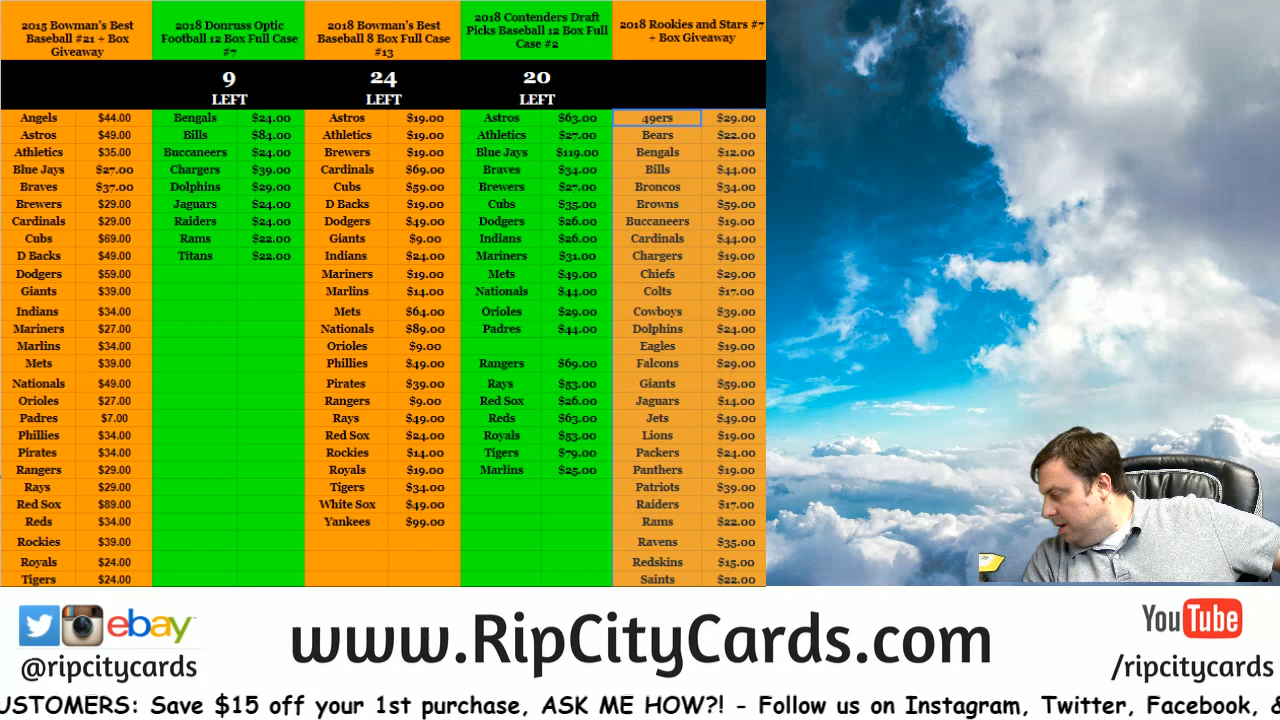 2015 Bowman's Best
Baseball #21 + Box
Giveaway
2018 Donruss Optic
Football 12 Box Full Case
#7
2018 Bowman's Best
Baseball 8 Box Full Case
#13
2018 Contenders Draft
Picks Baseball 12 Box Full
Case #2
2018 Rookies and Stars #7
+ Box Giveaway
9
LEFT
24
LEFT
20
LEFT
Angels $44.00 Bengals $24.00 Astros $19.00 Astros $63.00 49ers $29.00
Astros $49.00 Bills $84.00 Athletics $19.00 Athletics $27.00 Bears $22.00
Athletics $35.00 Buccaneers $24.00 Brewers $19.00 Blue Jays $119.00 Bengals $12.00
Blue Jays $27.00 Chargers $39.00 Cardinals $69.00 Braves $34.00 Bills $44.00
Braves $37.00 Dolphins $29.00 Cubs $59.00 Brewers $27.00 Broncos $34.00
Brewers $29.00 Jaguars $24.00 D Backs $19.00 Cubs $35.00 Browns $59.00
Cardinals $29.00 Raiders $24.00 Dodgers $49.00 Dodgers $26.00 Buccaneers $19.00
Cubs $69.00 Rams $22.00 Giants $9.00 Indians $26.00 Cardinals $44.00
D Backs $49.00 Titans $22.00 Indians $24.00 Mariners $31.00 Chargers $19.00
Dodgers $59.00 Mariners $19.00 Mets $49.00 Chiefs $29.00
Giants $39.00 Marlins $14.00 Nationals $44.00 Colts $17.00
Indians $34.00 Mets $64.00 Orioles $29.00 Cowboys $39.00
Mariners $27.00 Nationals $89.00 Padres $44.00 Dolphins $24.00
Marlins $34.00 Orioles $9.00 Eagles $19.00
Mets $39.00 Phillies $49.00 Rangers $69.00 Falcons $29.00
Nationals $49.00 Pirates $39.00 Rays $53.00 Giants $59.00
Orioles $27.00 Rangers $9.00 Red Sox $26.00 Jaguars $14.00
Padres $7.00 Rays $49.00 Reds $63.00 Jets $49.00
Phillies $34.00 Red Sox $24.00 Royals $53.00 Lions $19.00
Pirates $34.00 Rockies $14.00 Tigers $79.00 Packers $24.00
Rangers $29.00 Royals $19.00 Marlins $25.00 Panthers $19.00
Rays $29.00 Tigers $34.00 Patriots $39.00
Red Sox $89.00 White Sox $49.00 Raiders $17.00
Reds $34.00 Yankees $99.00 Rams $22.00
Rockies $39.00 Ravens $35.00
Royals $24.00 Redskins $15.00
Tigers $24.00 Saints $22.00
ebay
@ripcitycards
www.RipCityCards.com
YouTube
/ripcitycards
USTOMERS: Save $15 off your 1st purchase, ASK ME HOW?! - Follow us on Instagram, Twitter, Facebook, &